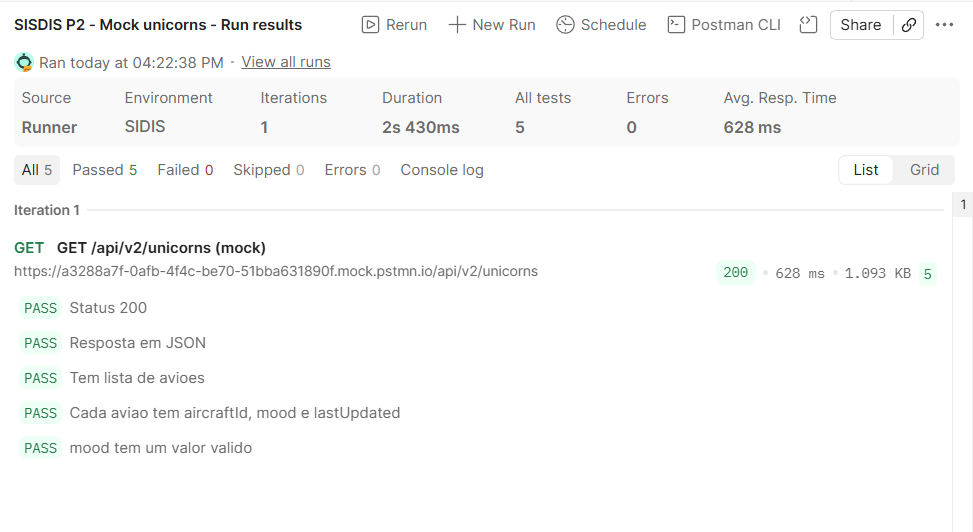 SISDIS P2 - Mock unicorns - Run results Rerun New Run Schedule Postman CLI Share
Ran today at 04:22:38 PM · View all runs
Source Environment Iterations Duration All tests Errors Avg. Resp. Time
Runner SIDIS 1 2s 430ms 5 0 628 ms
All 5 Passed 5 Failed 0 Skipped 0 Errors 0 Console log List Grid
Iteration 1 1
GET GET /api/v2/unicorns (mock)
https://a3288a7f-0afb-4f4c-be70-51bba631890f.mock.pstmn.io/api/v2/unicorns 200 • 628 ms • 1.093 KB 5
PASS Status 200
PASS Resposta em JSON
PASS Tem lista de avioes
PASS Cada aviao tem aircraftId, mood e lastUpdated
PASS mood tem um valor valido